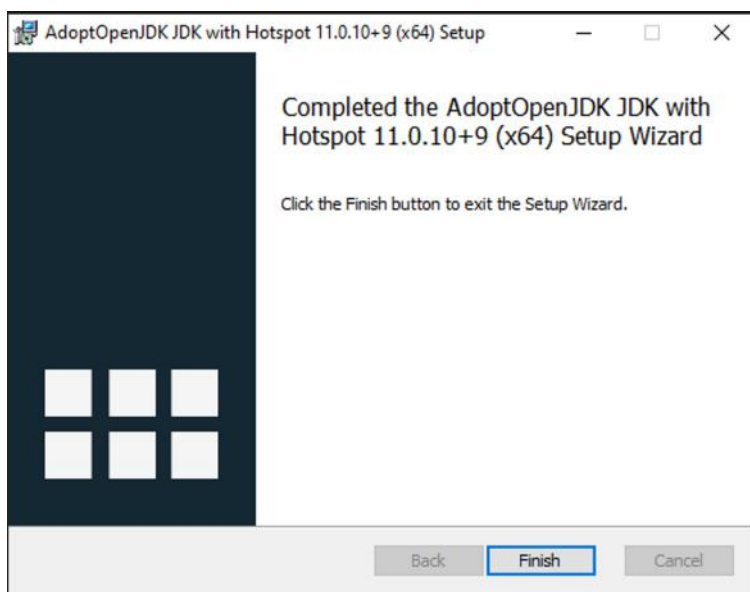 AdoptOpenJDK JDK with Hotspot 11.0.10+9 (x64) Setup
Completed the AdoptOpenJDK JDK with
Hotspot 11.0.10+9 (x64) Setup Wizard
Click the Finish button to exit the Setup Wizard.
Back Finish Cancel